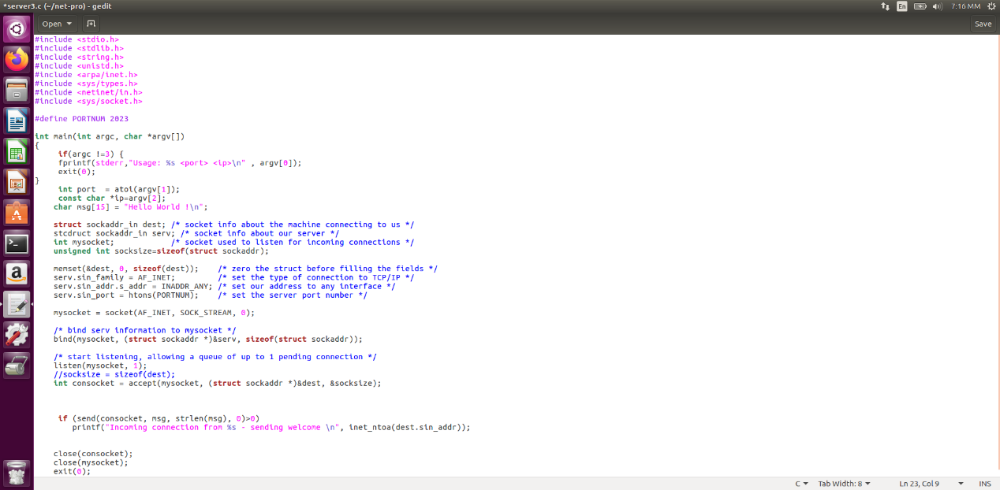 *server3.c (~/net-pro) - gedit
En
7:16 MM
Open
Save
#include <stdio.h>
#include <stdlib.h>
#include <string.h>
#include <unistd.h>
#include <arpa/inet.h>
#include <sys/types.h>
#include <netinet/in.h>
#include <sys/socket.h>

#define PORTNUM 2023

int main(int argc, char *argv[])
{
     if(argc !=3) {
     fprintf(stderr,"Usage: %s <port> <ip>\n" , argv[0]);
     exit(0);
}
     int port  = atoi(argv[1]);
     const char *ip=argv[2];
    char msg[15] = "Hello World !\n";

    struct sockaddr_in dest; /* socket info about the machine connecting to us */
    stcdruct sockaddr_in serv; /* socket info about our server */
    int mysocket;            /* socket used to listen for incoming connections */
    unsigned int socksize=sizeof(struct sockaddr);

    memset(&dest, 0, sizeof(dest));    /* zero the struct before filling the fields */
    serv.sin_family = AF_INET;         /* set the type of connection to TCP/IP */
    serv.sin_addr.s_addr = INADDR_ANY; /* set our address to any interface */
    serv.sin_port = htons(PORTNUM);    /* set the server port number */

    mysocket = socket(AF_INET, SOCK_STREAM, 0);

    /* bind serv information to mysocket */
    bind(mysocket, (struct sockaddr *)&serv, sizeof(struct sockaddr));

    /* start listening, allowing a queue of up to 1 pending connection */
    listen(mysocket, 1);
    //socksize = sizeof(dest);
    int consocket = accept(mysocket, (struct sockaddr *)&dest, &socksize);

     if (send(consocket, msg, strlen(msg), 0)>0)
        printf("Incoming connection from %s - sending welcome \n", inet_ntoa(dest.sin_addr));

    close(consocket);
    close(mysocket);
    exit(0);
C
Tab Width: 8
Ln 23, Col 9
INS